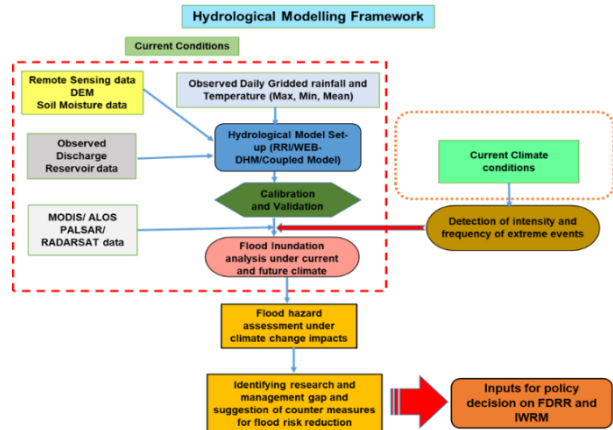 Hydrological Modelling Framework
Current Conditions
Remote Sensing data
DEM
Soil Moisture data
Observed Daily Gridded rainfall and
Temperature (Max, Min, Mean)
Observed
Discharge
Reservoir data
Hydrological Model Set-
up (RRI/WEB-
DHM/Coupled Model)
Current Climate
conditions
Calibration
and Validation
MODIS/ ALOS
PALSAR/
RADARSAT data
Detection of intensity and
frequency of extreme events
Flood Inundation
analysis under current
and future climate
Flood hazard
assessment under
climate change impacts
Identifying research and
management gap and
suggestion of counter measures
for flood risk reduction
Inputs for policy
decision on FDRR and
IWRM